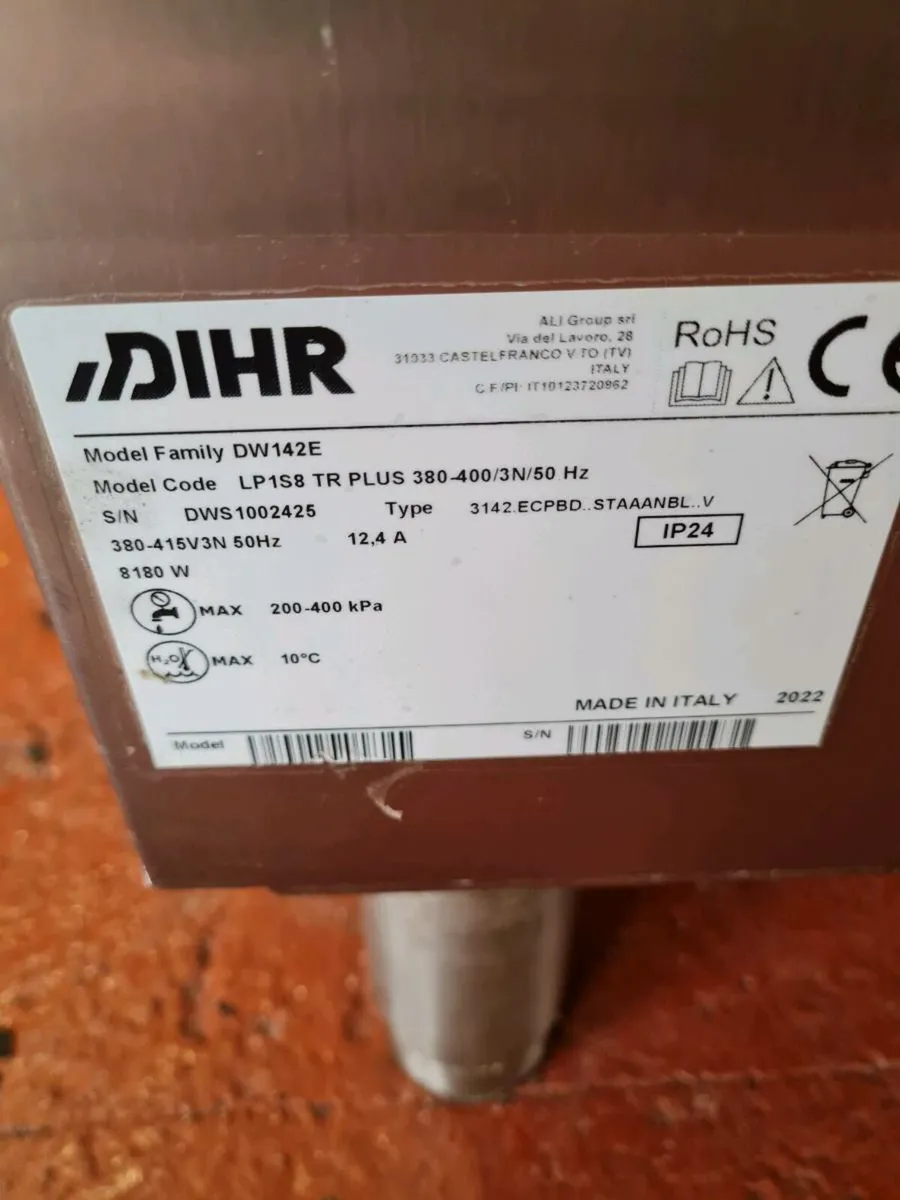 DIHR
ALI Group srl
Via del Lavoro, 28
31033 CASTELFRANCO V.TO (TV)
ITALY
C.F./PI: IT10123720962
RoHS
CE
Model Family DW142E
Model Code LP1S8 TR PLUS 380-400/3N/50 Hz
S/N DWS1002425 Type 3142.ECPBD..STAAANBL..V
380-415V3N 50Hz 12,4 A IP24
8180 W
MAX 200-400 kPa
H₂O MAX 10°C
MADE IN ITALY 2022
Model S/N